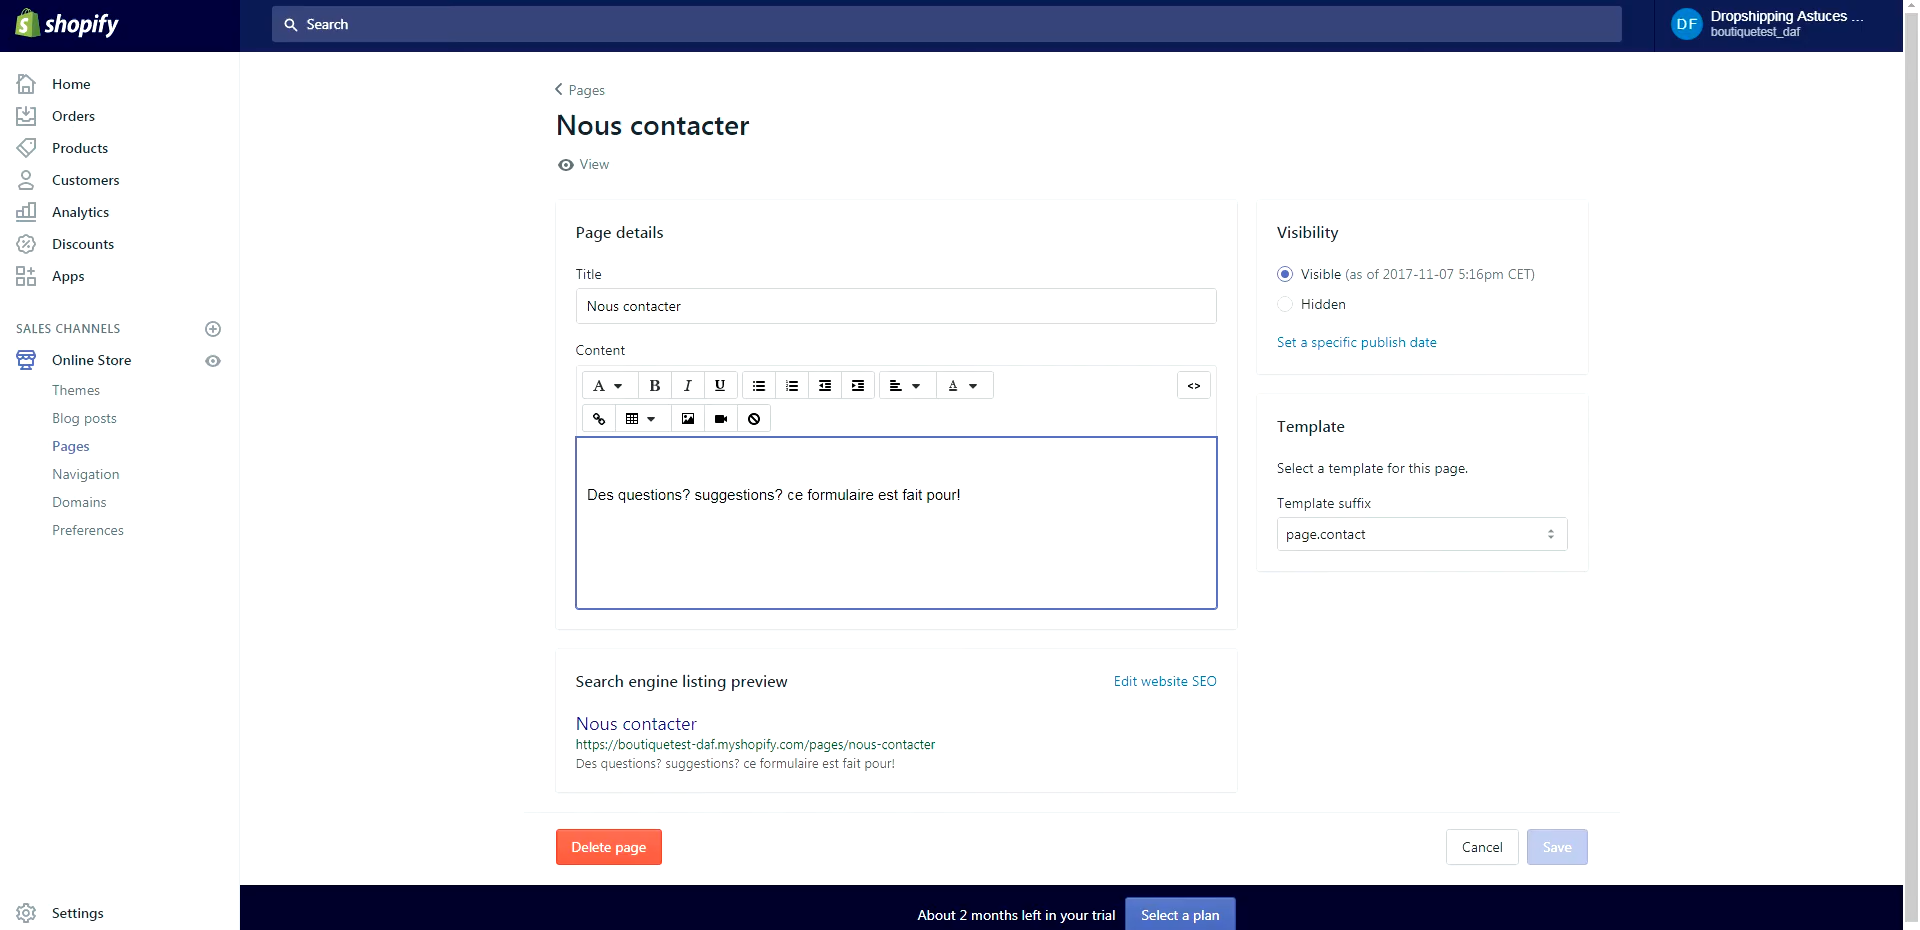 shopify
Search
DF
Dropshipping Astuces ...
boutiquetest_daf
Home
Orders
Products
Customers
Analytics
Discounts
Apps
SALES CHANNELS
Online Store
Themes
Blog posts
Pages
Navigation
Domains
Preferences
Settings
Pages
Nous contacter
View
Page details
Title
Nous contacter
Content
A B I U A <>
Des questions? suggestions? ce formulaire est fait pour!
Search engine listing preview Edit website SEO
Nous contacter
https://boutiquetest-daf.myshopify.com/pages/nous-contacter
Des questions? suggestions? ce formulaire est fait pour!
Visibility
Visible (as of 2017-11-07 5:16pm CET)
Hidden
Set a specific publish date
Template
Select a template for this page.
Template suffix
page.contact
Delete page Cancel Save
About 2 months left in your trial Select a plan